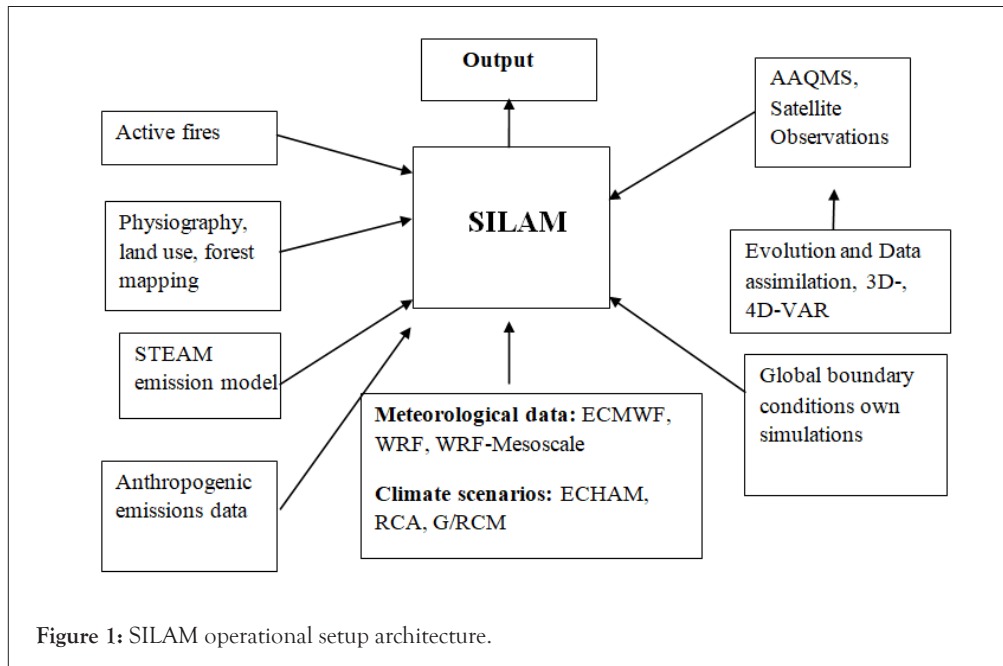 Output
AAQMS,
Satellite
Observations
Active fires
Physiography,
land use, forest
mapping
SILAM
Evolution and Data
assimilation, 3D-,
4D-VAR
STEAM
emission model
Global boundary
conditions own
simulations
Meteorological data: ECMWF,
WRF, WRF-Mesoscale
Climate scenarios: ECHAM,
RCA, G/RCM
Anthropogenic
emissions data
Figure 1: SILAM operational setup architecture.